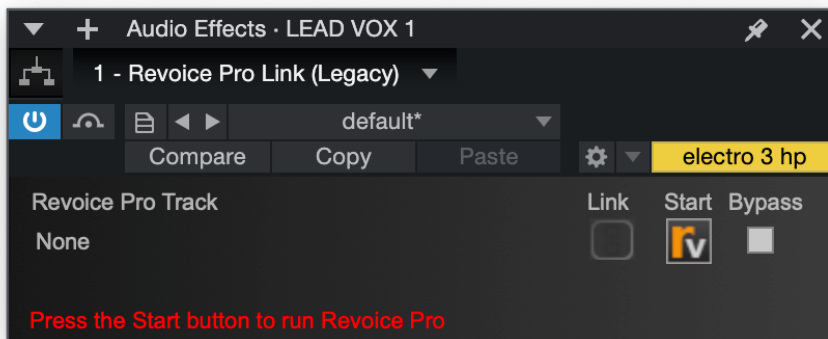 Audio Effects · LEAD VOX 1
1 - Revoice Pro Link (Legacy)
default*
Compare Copy Paste electro 3 hp
Revoice Pro Track Link Start Bypass
None rv
Press the Start button to run Revoice Pro